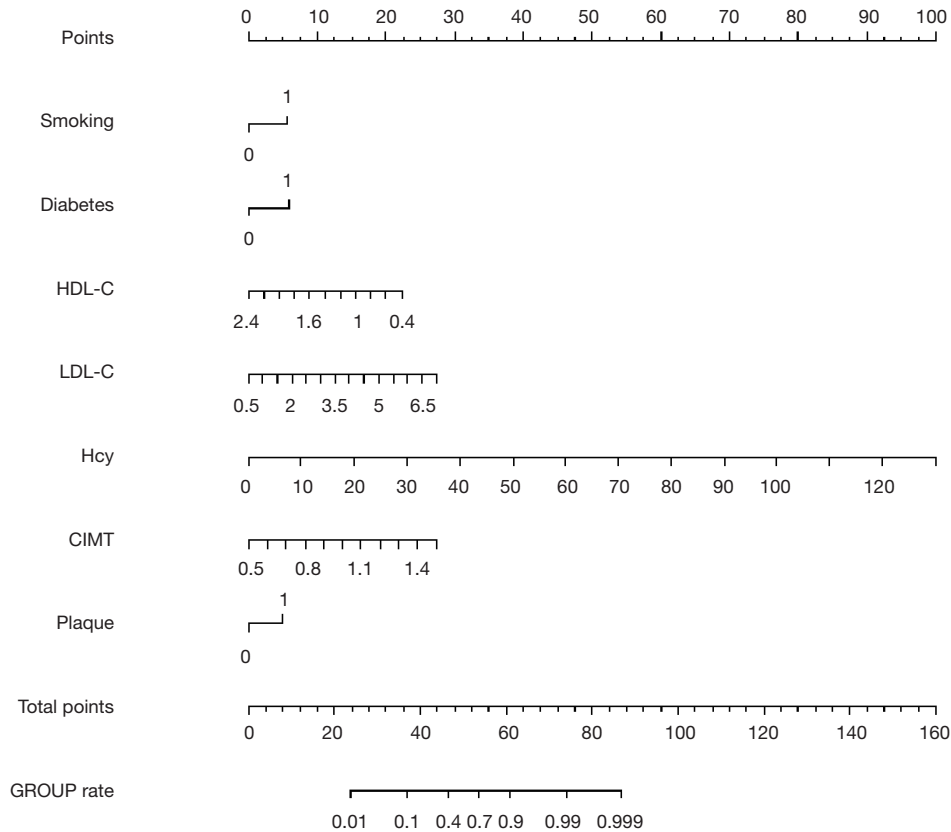 0 10 20 30 40 50 60 70 80 90 100
Points
1
Smoking
0
1
Diabetes
0
HDL-C
2.4 1.6 1 0.4
LDL-C
0.5 2 3.5 5 6.5
Hcy
0 10 20 30 40 50 60 70 80 90 100 120
CIMT
0.5 0.8 1.1 1.4
1
Plaque
0
Total points
0 20 40 60 80 100 120 140 160
GROUP rate
0.01 0.1 0.4 0.7 0.9 0.99 0.999